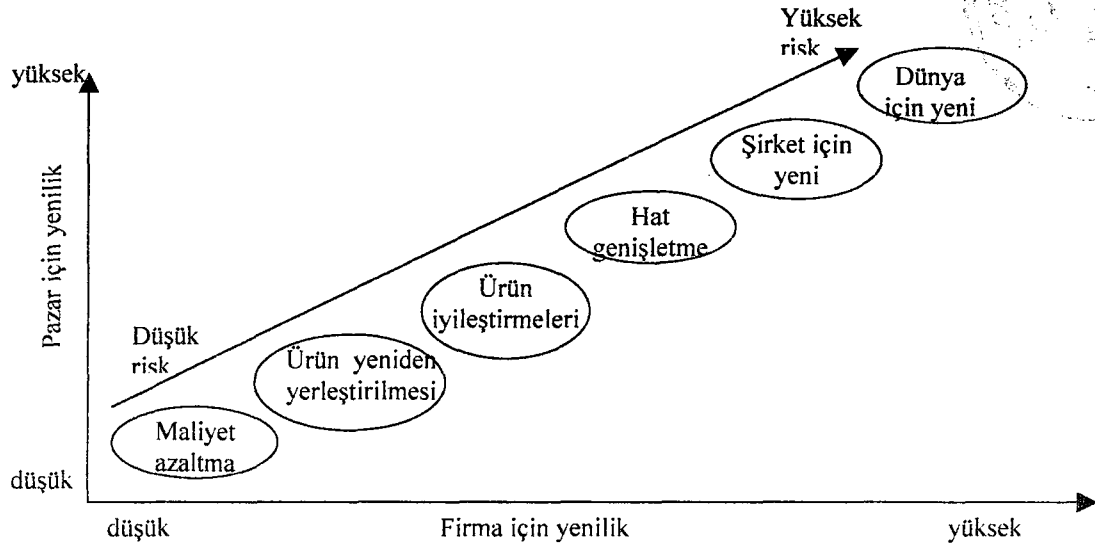 Yüksek
risk
yüksek
Dünya
için yeni
Şirket için
yeni
Hat
genişletme
Pazar için yenilik
Ürün
iyileştirmeleri
Düşük
risk
Ürün yeniden
yerleştirilmesi
Maliyet
azaltma
düşük
düşük
Firma için yenilik
yüksek